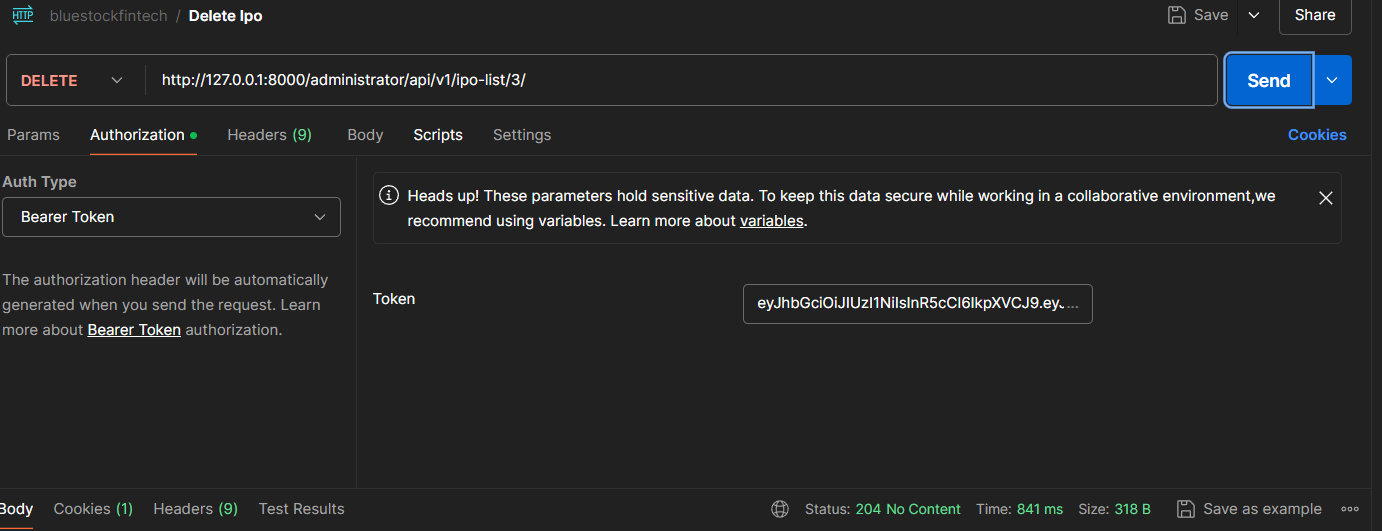 HTTP bluestockfintech / Delete Ipo Save Share
DELETE http://127.0.0.1:8000/administrator/api/v1/ipo-list/3/ Send
Params Authorization Headers (9) Body Scripts Settings Cookies
Auth Type
Bearer Token
The authorization header will be automatically
generated when you send the request. Learn
more about Bearer Token authorization.
Heads up! These parameters hold sensitive data. To keep this data secure while working in a collaborative environment,we
recommend using variables. Learn more about variables.
Token eyJhbGciOiJIUzI1NiIsInR5cCI6IkpXVCJ9.eyJ...
Body Cookies (1) Headers (9) Test Results Status: 204 No Content Time: 841 ms Size: 318 B Save as example